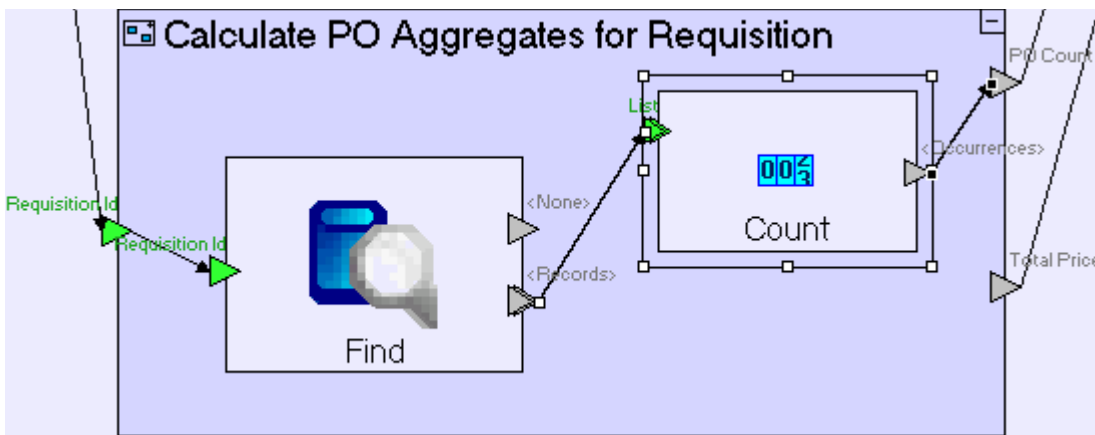 Calculate PO Aggregates for Requisition
PO Count
List
<Occurrences>
Count
Requisition Id
Requisition Id
<None>
<Records>
Total Price
Find